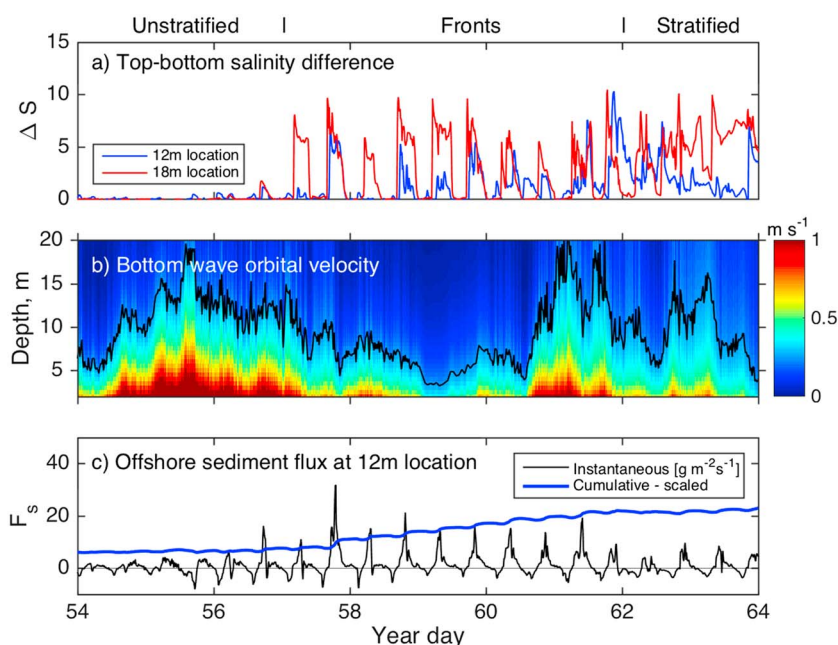 Unstratified I Fronts I Stratified
15
a) Top-bottom salinity difference
10
Δ S
5
12m location
18m location
0
m s⁻¹
20
1
b) Bottom wave orbital velocity
15
Depth, m
10
0.5
5
0
40
c) Offshore sediment flux at 12m location
Instantaneous [g m⁻²s⁻¹]
Cumulative - scaled
20
Fₛ
0
54 56 58 60 62 64
Year day